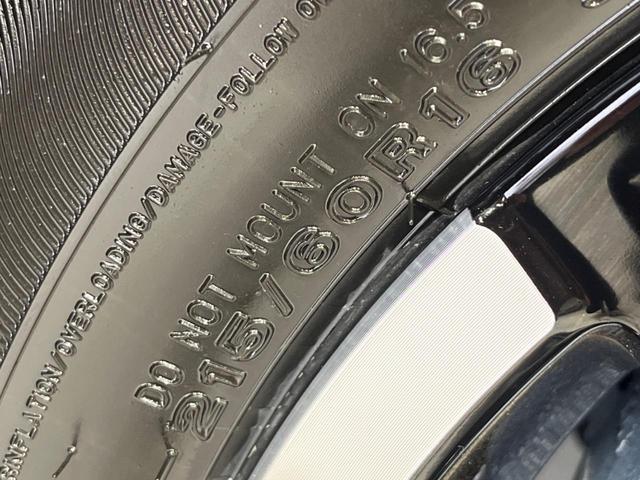 INFLATION/OVERLOADING/DAMAGE-FOLLOW
DO NOT MOUNT ON 16.5
215/60R16